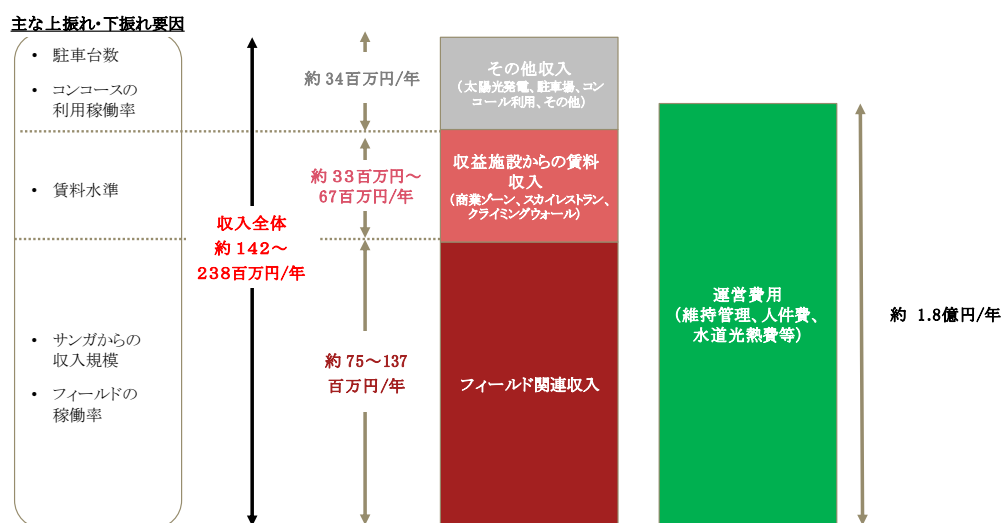 主な上振れ・下振れ要因
• 駐車台数
• コンコースの
利用稼働率
• 賃料水準
• サンガからの
収入規模
• フィールドの
稼働率
収入全体
約142～
238百万円/年
約34百万円/年
約33百万円～
67百万円/年
約75～137
百万円/年
その他収入
（太陽光発電、駐車場、コン
コール利用、その他）
収益施設からの賃料
収入
（商業ゾーン、スカイレストラン、
クライミングウォール）
フィールド関連収入
運営費用
（維持管理、人件費、
水道光熱費等）
約 1.8億円/年